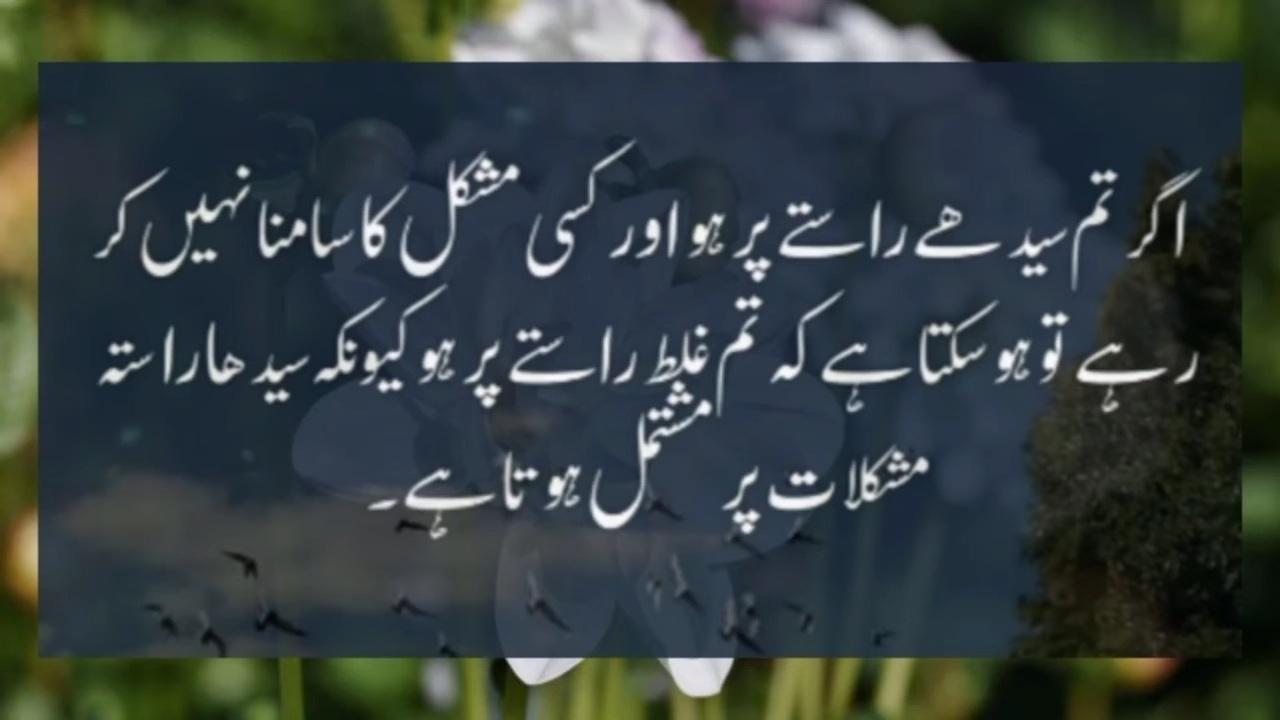 اگر تم سیدھے راستے پر ہو اور کسی مشکل کا سامنا نہیں کر
رہے تو ہو سکتا ہے کہ تم غلط راستے پر ہو کیونکہ سیدھا راستہ
مشکلات پر مشتمل ہوتا ہے۔